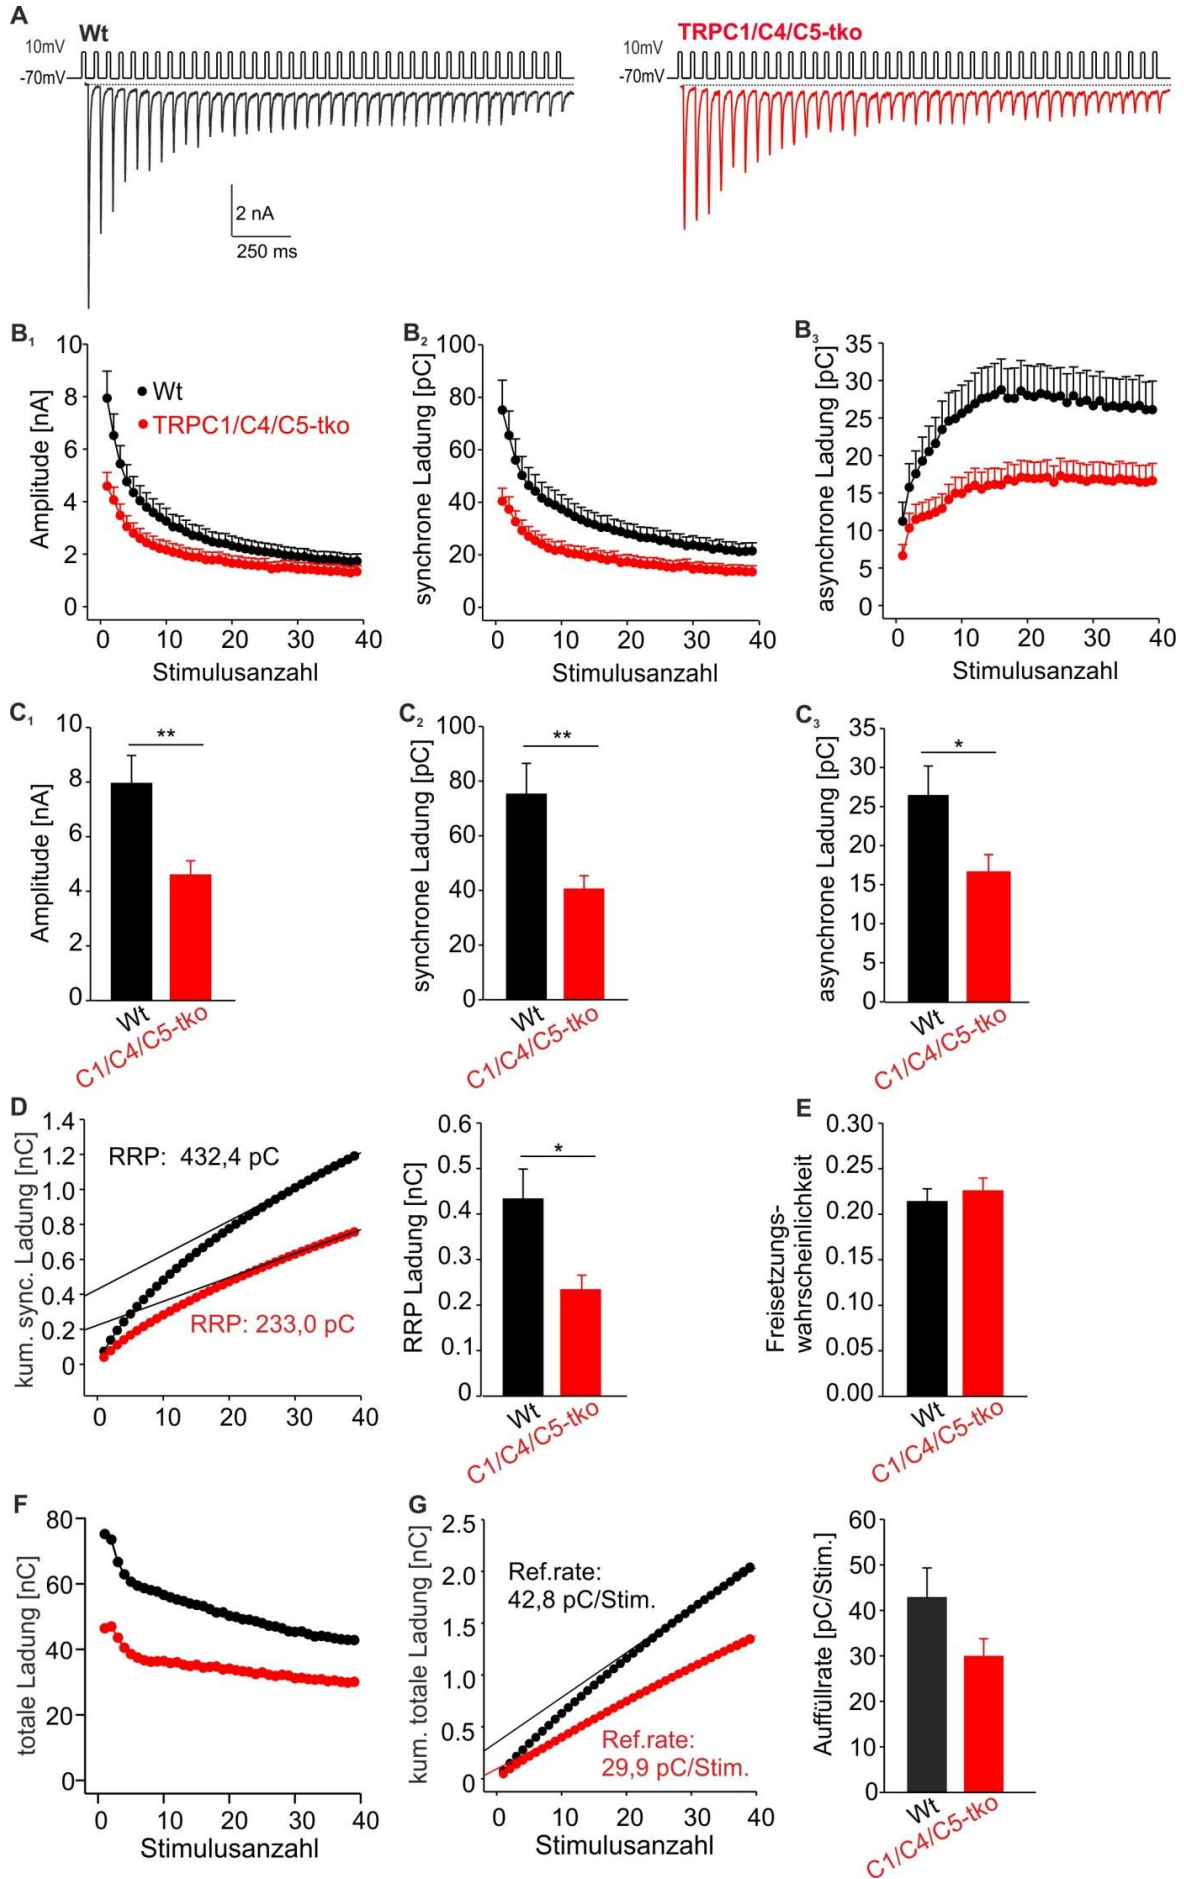 A
Wt
TRPC1/C4/C5-tko
10mV
-70mV
10mV
-70mV
2 nA
250 ms
B1
Amplitude [nA]
10
8
6
4
2
0
Wt
TRPC1/C4/C5-tko
0 10 20 30 40
Stimulusanzahl
B2
synchrone Ladung [pC]
100
80
60
40
20
0
0 10 20 30 40
Stimulusanzahl
B3
asynchrone Ladung [pC]
35
30
25
20
15
10
5
0
0 10 20 30 40
Stimulusanzahl
C1
Amplitude [nA]
10
8
6
4
2
0
**
Wt
C1/C4/C5-tko
C2
synchrone Ladung [pC]
100
80
60
40
20
0
**
Wt
C1/C4/C5-tko
C3
asynchrone Ladung [pC]
35
30
25
20
15
10
5
0
*
Wt
C1/C4/C5-tko
D
kum. sync. Ladung [nC]
1.4
1.2
1.0
0.8
0.6
0.4
0.2
0
RRP: 432,4 pC
RRP: 233,0 pC
0 10 20 30 40
RRP Ladung [nC]
0.6
0.5
0.4
0.3
0.2
0.1
0
*
Wt
C1/C4/C5-tko
E
Freisetzungs-
wahrscheinlichkeit
0.30
0.25
0.20
0.15
0.10
0.05
0.00
Wt
C1/C4/C5-tko
F
totale Ladung [nC]
80
60
40
20
0
0 10 20 30 40
Stimulusanzahl
G
kum. totale Ladung [nC]
2.5
2.0
1.5
1.0
0.5
0
Ref.rate:
42,8 pC/Stim.
Ref.rate:
29,9 pC/Stim.
0 10 20 30 40
Stimulusanzahl
Auffüllrate [pC/Stim.]
60
50
40
30
20
10
0
Wt
C1/C4/C5-tko